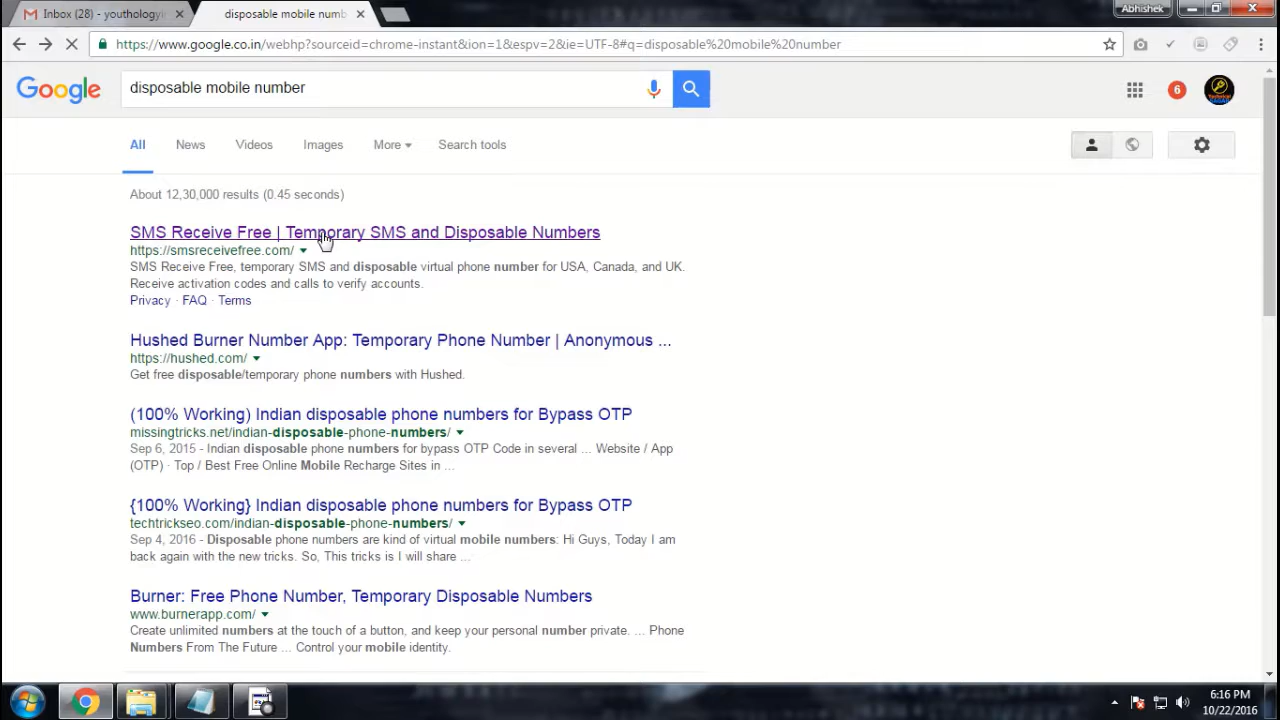 Inbox (28) - youthologyi
disposable mobile numb
Abhishek
https://www.google.co.in/webhp?sourceid=chrome-instant&ion=1&espv=2&ie=UTF-8#q=disposable%20mobile%20number
Google
disposable mobile number
6
All
News
Videos
Images
More
Search tools
About 12,30,000 results (0.45 seconds)
SMS Receive Free | Temporary SMS and Disposable Numbers
https://smsreceivefree.com/
SMS Receive Free, temporary SMS and disposable virtual phone number for USA, Canada, and UK.
Receive activation codes and calls to verify accounts.
Privacy · FAQ · Terms
Hushed Burner Number App: Temporary Phone Number | Anonymous ...
https://hushed.com/
Get free disposable/temporary phone numbers with Hushed.
(100% Working) Indian disposable phone numbers for Bypass OTP
missingtricks.net/indian-disposable-phone-numbers/
Sep 6, 2015 - Indian disposable phone numbers for bypass OTP Code in several ... Website / App
(OTP) · Top / Best Free Online Mobile Recharge Sites in ...
{100% Working} Indian disposable phone numbers for Bypass OTP
techtrickseo.com/indian-disposable-phone-numbers/
Sep 4, 2016 - Disposable phone numbers are kind of virtual mobile numbers: Hi Guys, Today I am
back again with the new tricks. So, This tricks is I will share ...
Burner: Free Phone Number, Temporary Disposable Numbers
www.burnerapp.com/
Create unlimited numbers at the touch of a button, and keep your personal number private. ... Phone
Numbers From The Future ... Control your mobile identity.
6:16 PM
10/22/2016